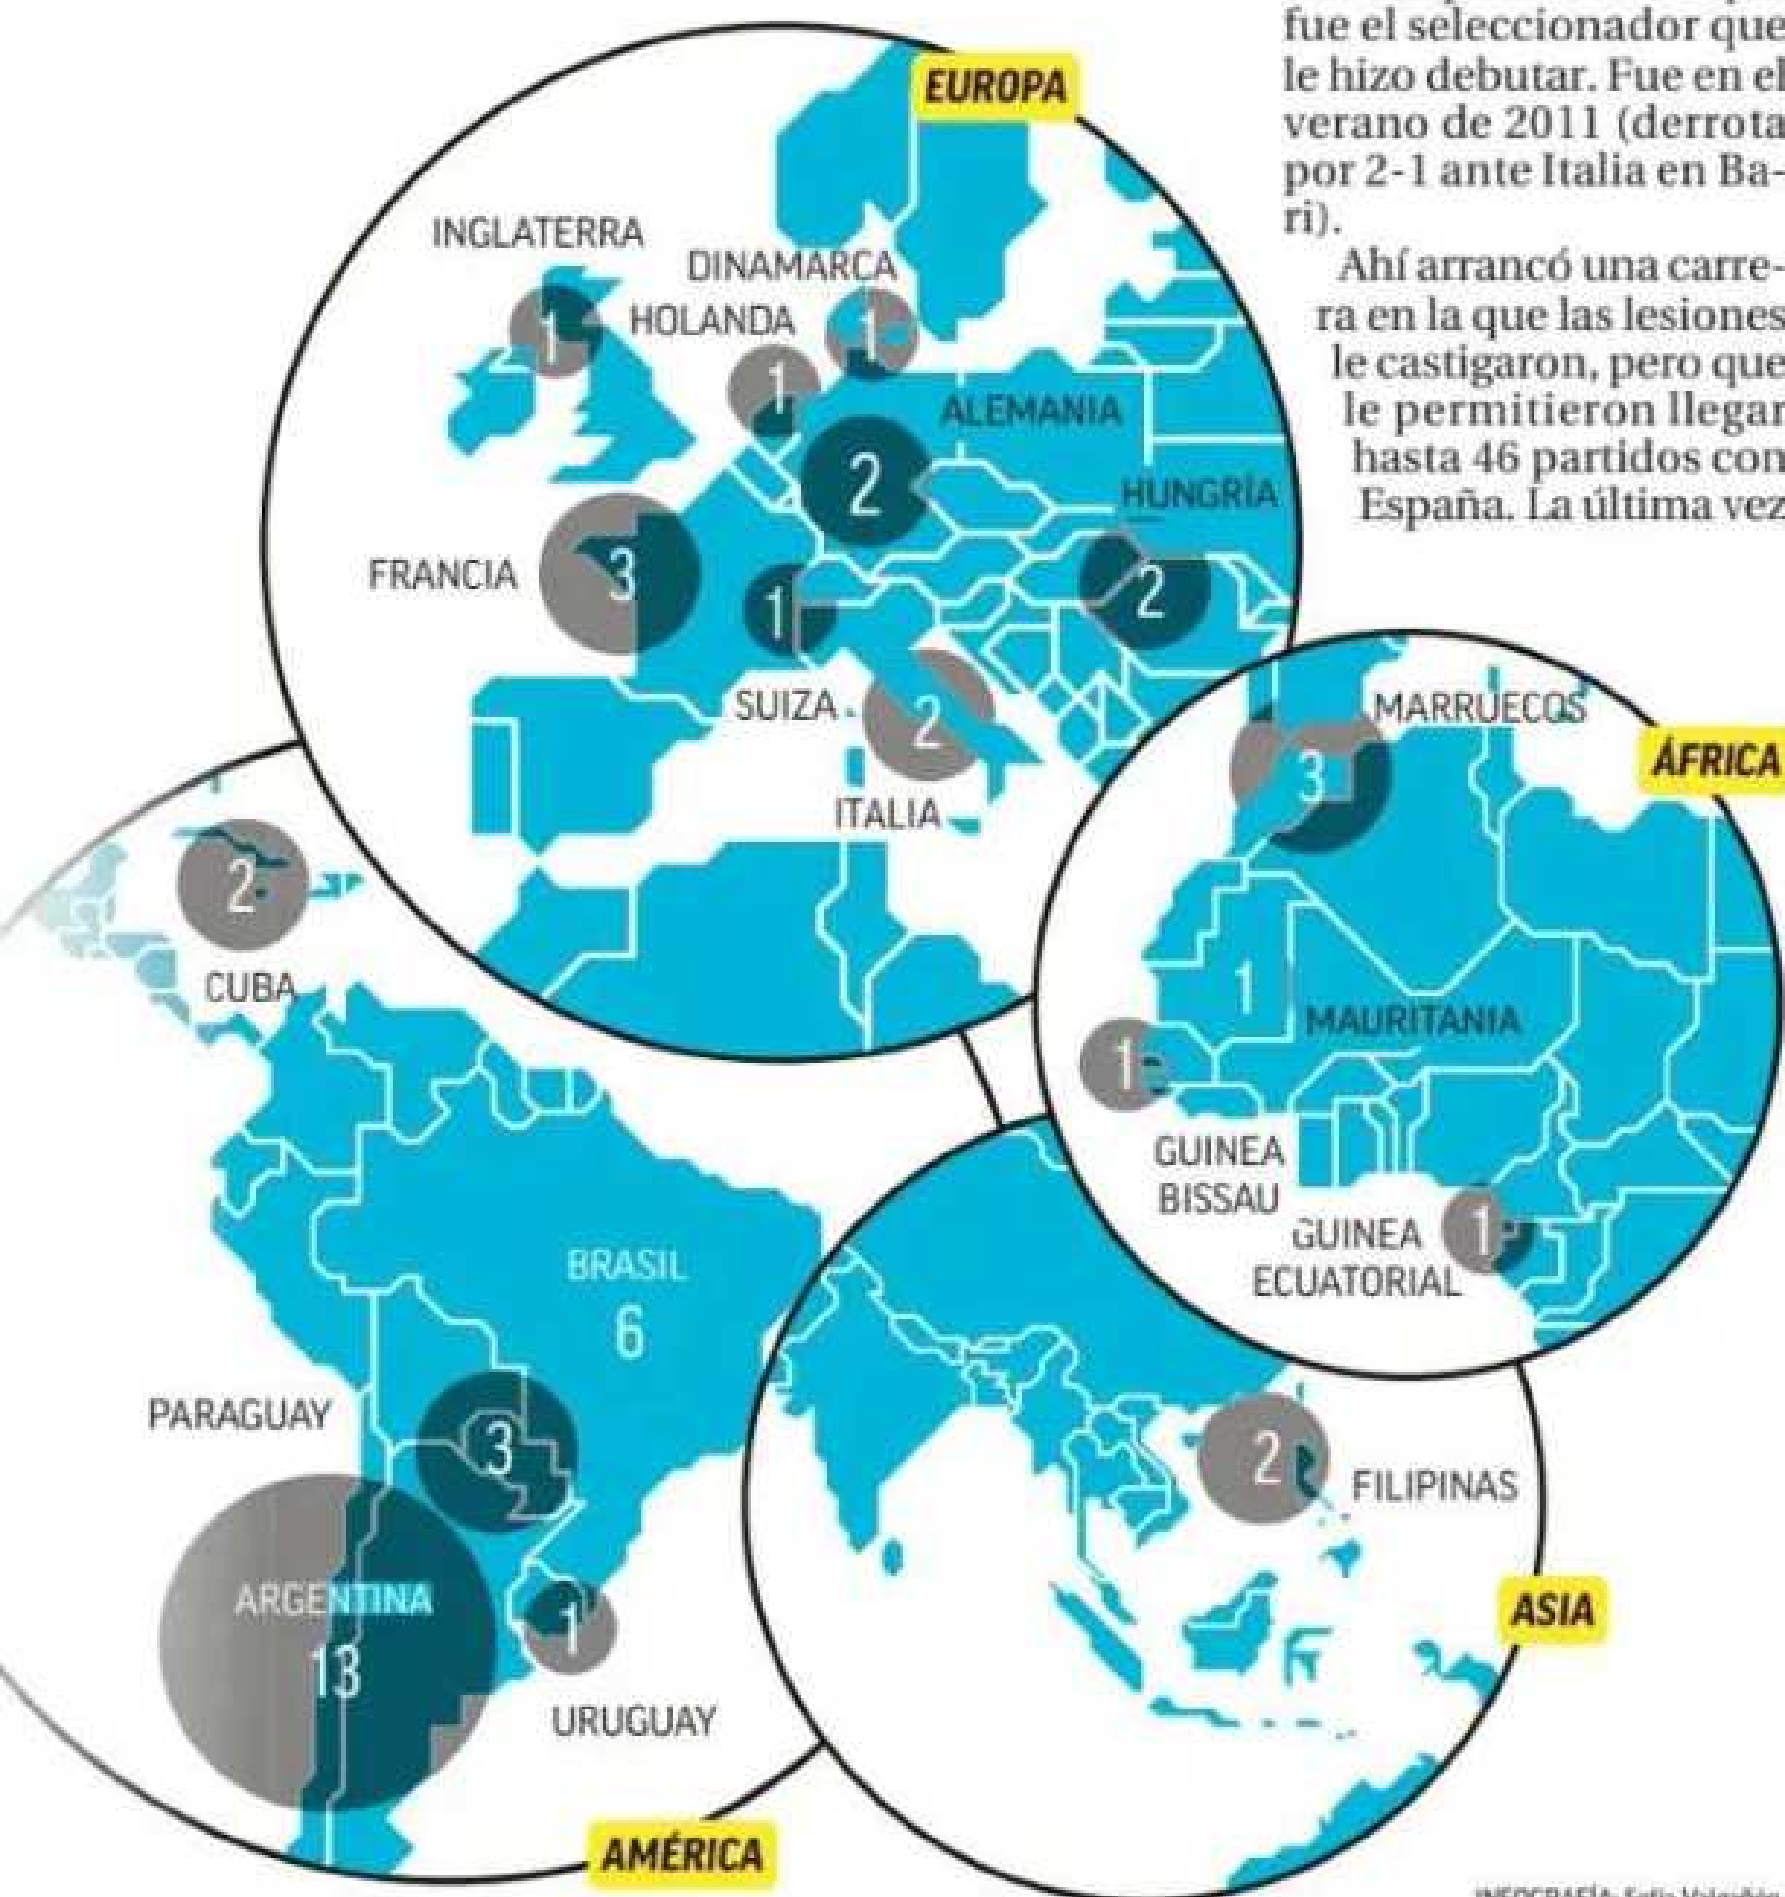 fue el seleccionador que
le hizo debutar. Fue en el
verano de 2011 (derrota
por 2-1 ante Italia en Ba-
ri).
Ahí arrancó una carre-
ra en la que las lesiones
le castigaron, pero que
le permitieron llegar
hasta 46 partidos con
España. La última vez
EUROPA
INGLATERRA
1
DINAMARCA
1
HOLANDA
1
ALEMANIA
2
HUNGRÍA
2
FRANCIA
3
SUIZA
1
ITALIA
2
ÁFRICA
MARRUECOS
3
MAURITANIA
1
GUINEA
BISSAU
1
GUINEA
ECUATORIAL
1
CUBA
2
BRASIL
6
PARAGUAY
3
ARGENTINA
13
URUGUAY
1
AMÉRICA
FILIPINAS
2
ASIA
INFOGRAFÍA: Sofía